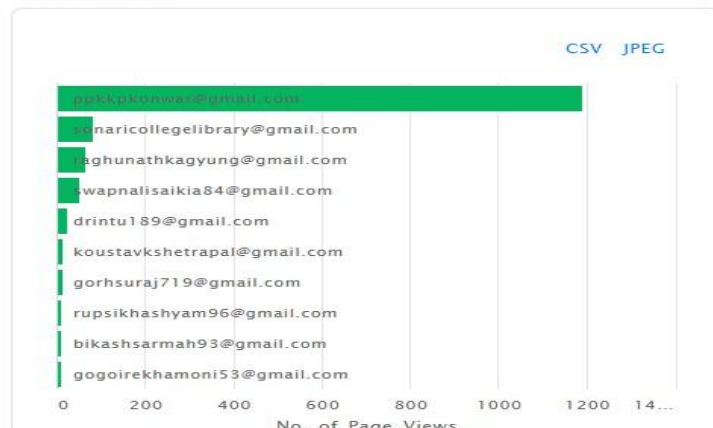 CSV JPEG
ppkkpkonwar@gmail.com
sonaricollegelibrary@gmail.com
raghunathkagyung@gmail.com
swapnalisaikia84@gmail.com
drintu189@gmail.com
koustavkshetrapal@gmail.com
gorhsuraj719@gmail.com
rupsikhashyam96@gmail.com
bikashsarmah93@gmail.com
gogoirekhamoni53@gmail.com
0 200 400 600 800 1000 1200 14...
No. of Page Views